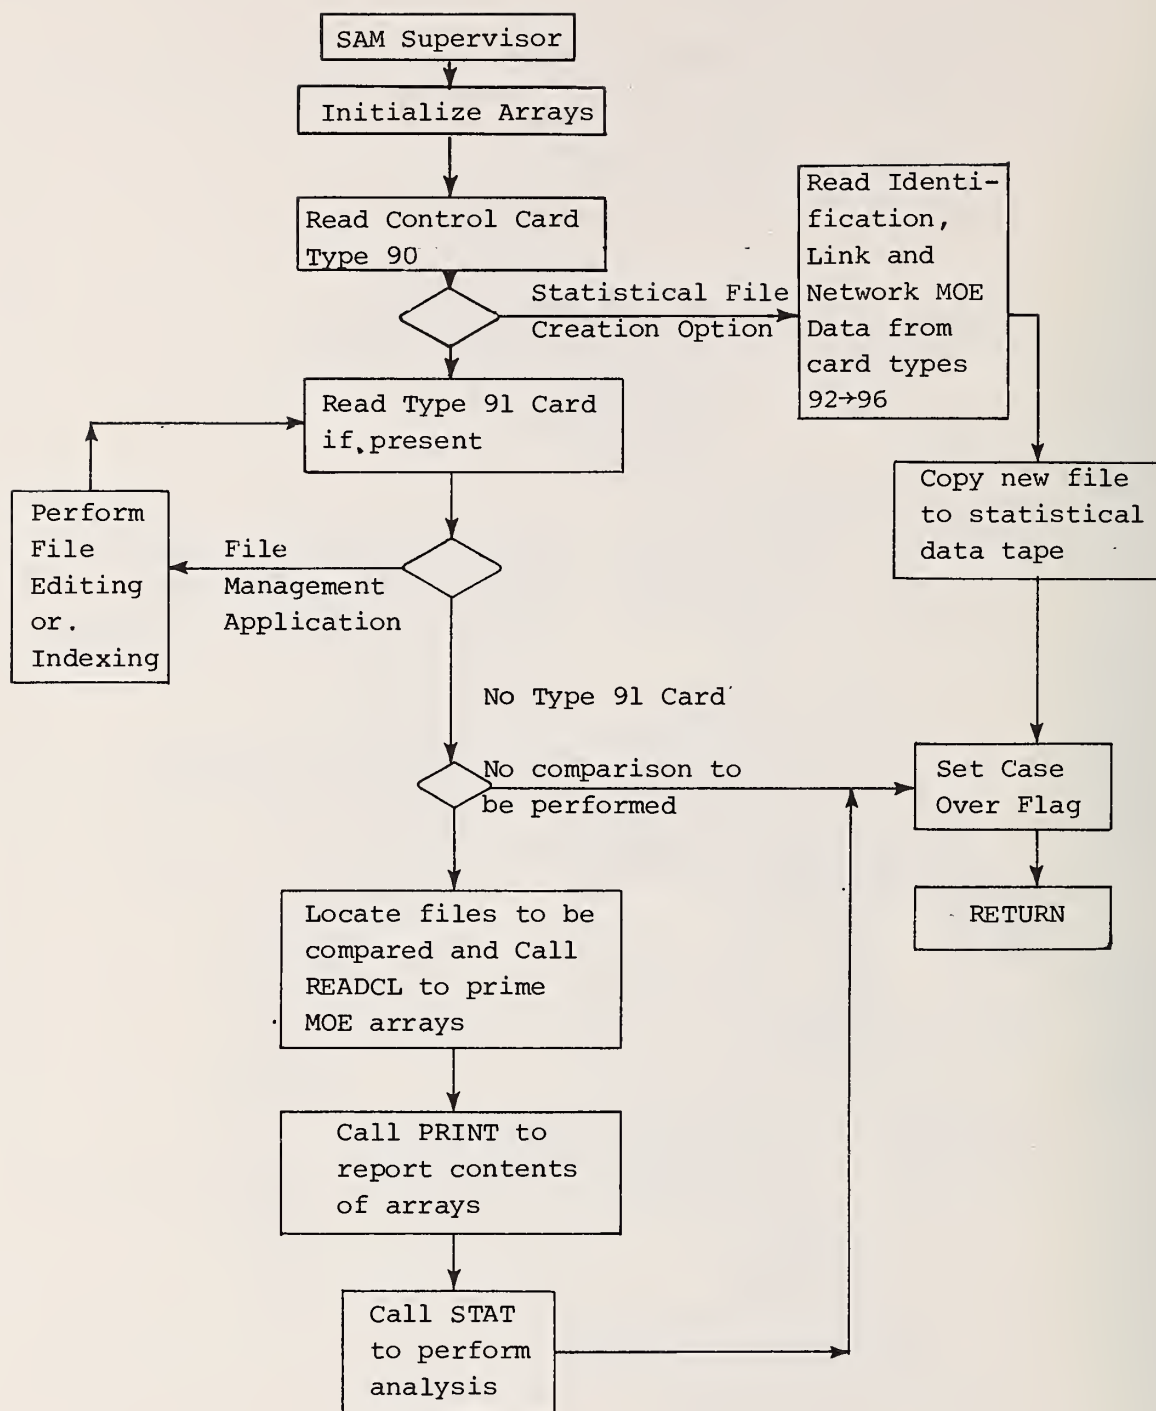 SAM Supervisor
Initialize Arrays
Read Control Card
Type 90
Statistical File
Creation Option
Read Identi-
fication,
Link and
Network MOE
Data from
card types
92→96
Read Type 91 Card
if present
Copy new file
to statistical
data tape
Perform
File
Editing
or.
Indexing
File
Management
Application
No Type 91 Card
No comparison to
be performed
Set Case
Over Flag
RETURN
Locate files to be
compared and Call
READCL to prime
MOE arrays
Call PRINT to
report contents
of arrays
Call STAT
to perform
analysis